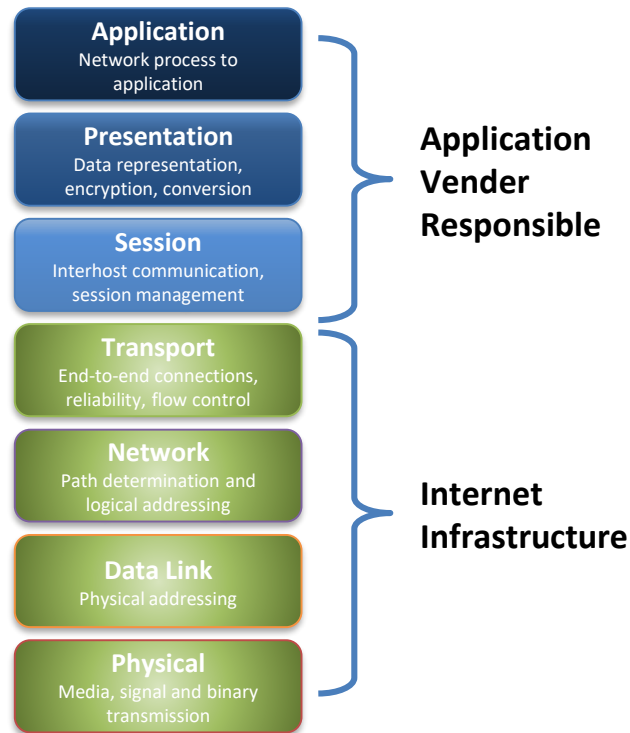 Application
Network process to
application
Presentation
Data representation,
encryption, conversion
Session
Interhost communication,
session management
Application
Vender
Responsible
Transport
End-to-end connections,
reliability, flow control
Network
Path determination and
logical addressing
Data Link
Physical addressing
Physical
Media, signal and binary
transmission
Internet
Infrastructure